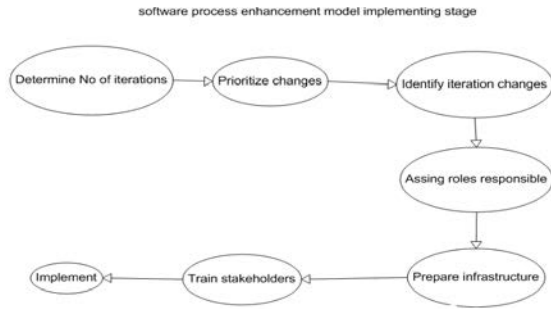 software process enhancement model implementing stage
Determine No of iterations
Prioritize changes
Identify iteration changes
Assing roles responsible
Prepare infrastructure
Train stakeholders
Implement